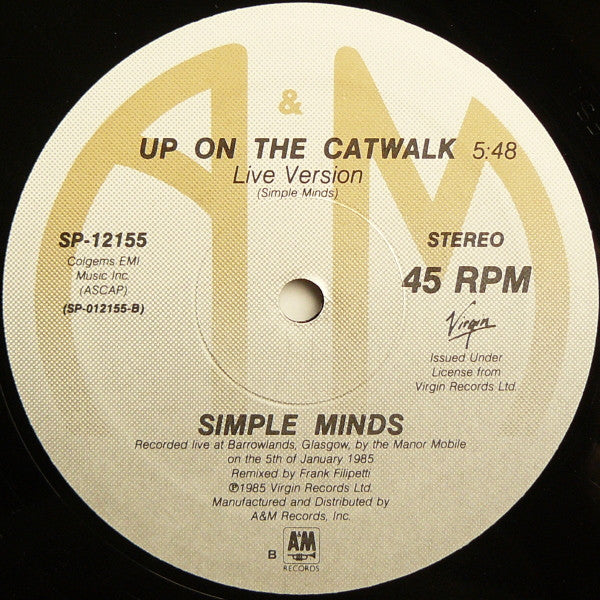 &
UP ON THE CATWALK 5:48
Live Version
(Simple Minds)
SP-12155
Colgems EMI
Music Inc.
(ASCAP)
(SP-012155-B)
STEREO
45 RPM
Virgin
Issued Under
License from
Virgin Records Ltd.
SIMPLE MINDS
Recorded live at Barrowlands, Glasgow, by the Manor Mobile
on the 5th of January 1985
Remixed by Frank Filipetti
℗1985 Virgin Records Ltd.
Manufactured and Distributed by
A&M Records, Inc.
B
A&M
RECORDS